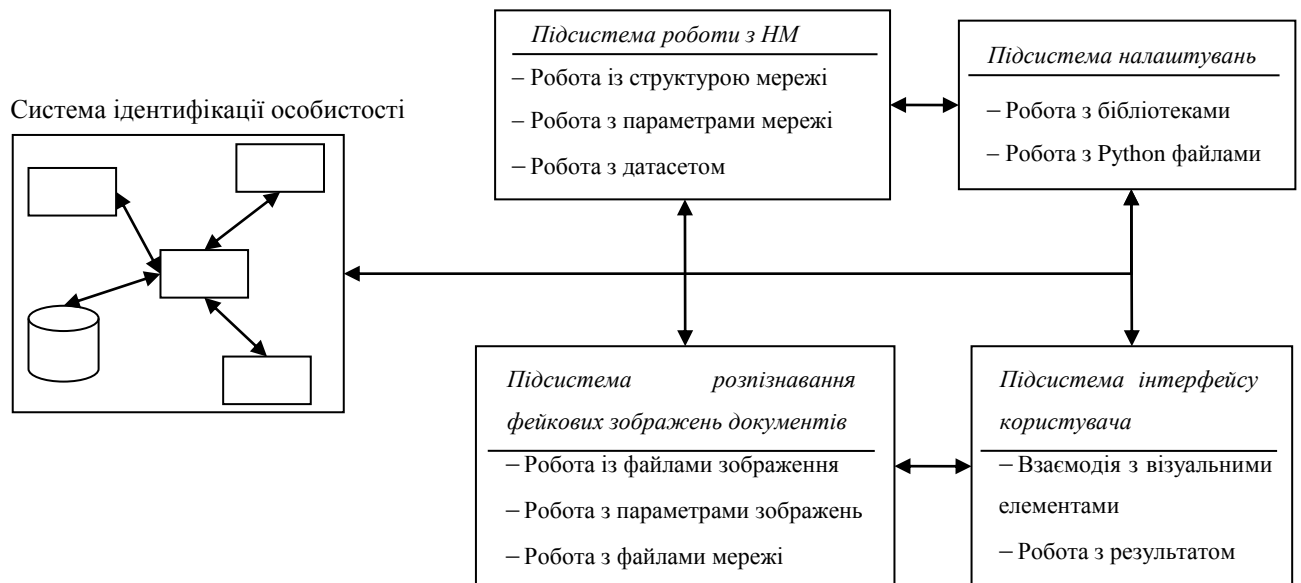 Система ідентифікації особистості
Підсистема роботи з НМ
– Робота із структурою мережі
– Робота з параметрами мережі
– Робота з датасетом
Підсистема налаштувань
– Робота з бібліотеками
– Робота з Python файлами
Підсистема розпізнавання
фейкових зображень документів
– Робота із файлами зображення
– Робота з параметрами зображень
– Робота з файлами мережі
Підсистема інтерфейсу
користувача
– Взаємодія з візуальними
елементами
– Робота з результатом